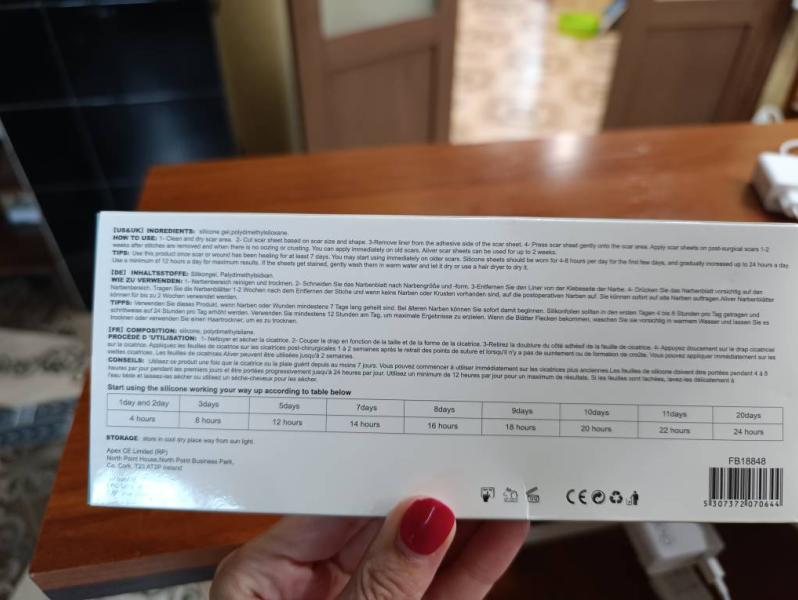 [US&UK] INGREDIENTS: silicone gel,polydimethylsiloxane.
HOW TO USE: 1- Clean and dry scar area. 2- Cut scar sheet based on scar size and shape. 3-Remove liner from the adhesive side of the scar sheet. 4- Press scar sheet gently onto the scar area. Apply scar sheets on post-surgical scars 1-2
weeks after stitches are removed and when there is no oozing or crusting. You can apply immediately on old scars. Aliver scar sheets can be used for up to 2 weeks.
TIPS: Use this product once scar or wound has been healing for at least 7 days. You may start using immediately on older scars. Silicone sheets should be worn for 4-8 hours per day for the first few days, and gradually increased up to 24 hours a day.
Use a minimum of 12 hours a day for maximum results. If the sheets get stained, gently wash them in warm water and let it dry or use a hair dryer to dry it.
[DE] INHALTSSTOFFE: Silikongel, Polydimethylsiloxan.
WIE ZU VERWENDEN: 1.-Narbenbereich reinigen und trocknen. 2- Schneiden Sie das Narbenblatt nach Narbengröße und -form. 3-Entfernen Sie den Liner von der Klebeseite der Narbe. 4- Drücken Sie das Narbenblatt vorsichtig auf den
Narbenbereich. Tragen Sie die Narbenblätter 1-2 Wochen nach dem Entfernen der Stiche und wenn keine Narben oder Krusten vorhanden sind, auf die postoperativen Narben auf. Sie können sofort auf alte Narben auftragen. Aliver Narbenblätter
können für bis zu 2 Wochen verwendet werden.
TIPPS: Verwenden Sie dieses Produkt, wenn Narben oder Wunden mindestens 7 Tage lang geheilt sind. Bei älteren Narben können Sie sofort damit beginnen. Silikonfolien sollten in den ersten Tagen 4 bis 8 Stunden pro Tag getragen und
schrittweise auf 24 Stunden pro Tag erhöht werden. Verwenden Sie mindestens 12 Stunden am Tag, um maximale Ergebnisse zu erzielen. Wenn die Blätter Flecken bekommen, waschen Sie sie vorsichtig in warmem Wasser und lassen Sie es
trocknen oder verwenden Sie einen Haartrockner, um es zu trocknen.
[FR] COMPOSITION: silicone, polydimethylsilane.
PROCÉDÉ D'UTILISATION: 1- Nettoyer et sécher la cicatrice. 2- Couper le drap en fonction de la taille et de la forme de la cicatrice. 3-Retirez la doublure du côté adhésif de la feuille de cicatrice. 4- Appuyez doucement sur le drap cicatriciel
sur la cicatrice. Appliquez les feuilles de cicatrice sur les cicatrices post-chirurgicales 1 à 2 semaines après le retrait des points de suture et lorsqu'il n'y a pas de suintement ou de formation de croûte. Vous pouvez appliquer immédiatement sur les
vieilles cicatrices. Les feuilles de cicatrices Aliver peuvent être utilisées jusqu'à 2 semaines.
CONSEILS: Utilisez ce produit une fois que la cicatrice ou la plaie guérit depuis au moins 7 jours. Vous pouvez commencer à utiliser immédiatement sur les cicatrices plus anciennes.Les feuilles de silicone doivent être portées pendant 4 à 8
heures par jour pendant les premiers jours et être portées progressivement jusqu'à 24 heures par jour. Utilisez un minimum de 12 heures par jour pour un maximum de résultats. Si les feuilles sont tachées, lavez-les délicatement à
l'eau tiède et laissez-les sécher ou utilisez un sèche-cheveux pour les sécher.
Start using the silicone working your way up according to table below
1day and 2day 3days 5days 7days 8days 9days 10days 11days 20days
4 hours 8 hours 12 hours 14 hours 16 hours 18 hours 20 hours 22 hours 24 hours
STORAGE: store in cool dry place way from sun light.
Apex CE Limited (RP)
North Point House,North Point Business Park,
Co. Cork, T23 AT2P Ireland
FB18848
CE
5 307372 070644